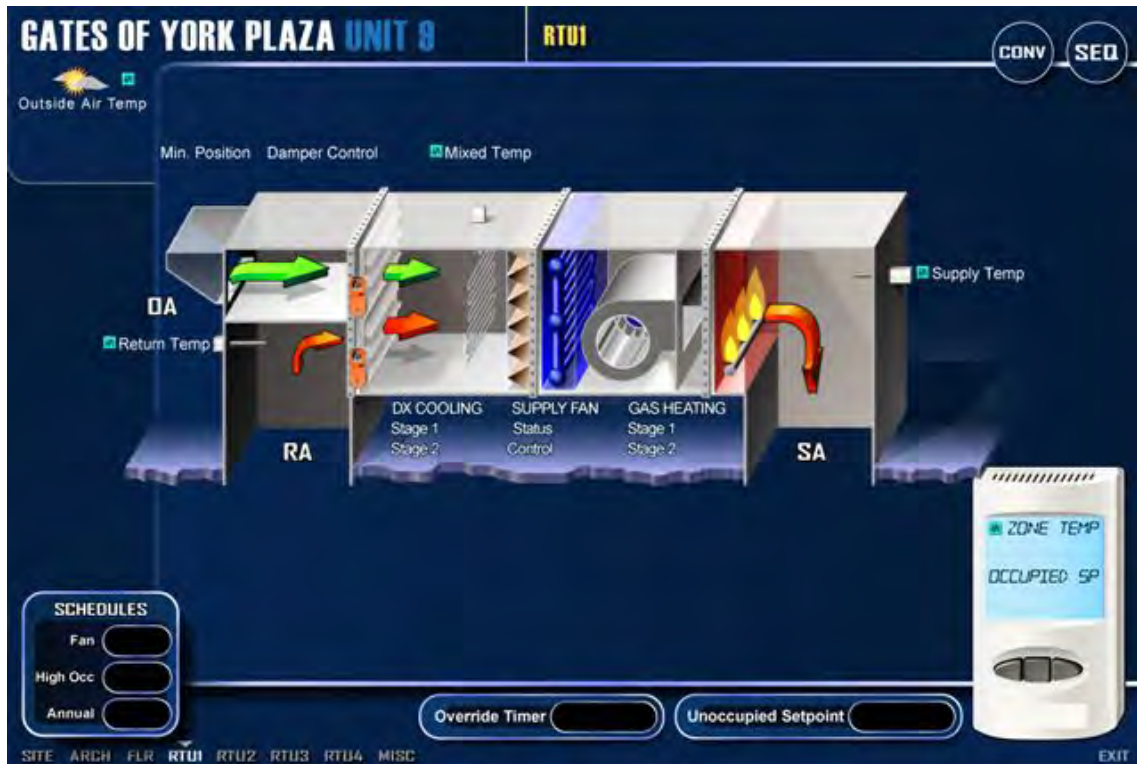 GATES OF YORK PLAZA UNIT 9
RTU1
CONV
SEQ
Outside Air Temp
Min. Position
Damper Control
Mixed Temp
OA
Supply Temp
Return Temp
DX COOLING
Stage 1
Stage 2
SUPPLY FAN
Status
Control
GAS HEATING
Stage 1
Stage 2
RA
SA
ZONE TEMP
OCCUPIED SP
SCHEDULES
Fan
High Occ
Annual
Override Timer
Unoccupied Setpoint
SITE ARCH FLR RTU1 RTU2 RTU3 RTU4 MISC
EXIT